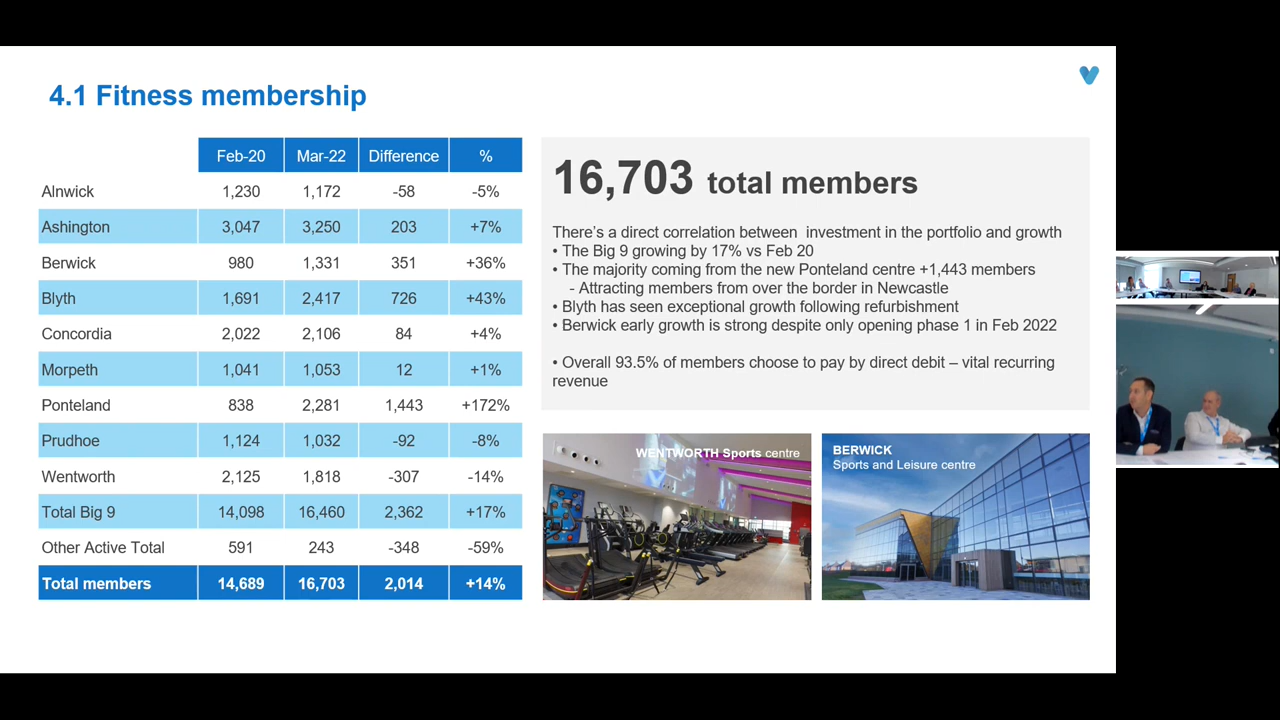 4.1 Fitness membership
Feb-20 Mar-22 Difference %
Alnwick 1,230 1,172 -58 -5%
Ashington 3,047 3,250 203 +7%
Berwick 980 1,331 351 +36%
Blyth 1,691 2,417 726 +43%
Concordia 2,022 2,106 84 +4%
Morpeth 1,041 1,053 12 +1%
Ponteland 838 2,281 1,443 +172%
Prudhoe 1,124 1,032 -92 -8%
Wentworth 2,125 1,818 -307 -14%
Total Big 9 14,098 16,460 2,362 +17%
Other Active Total 591 243 -348 -59%
Total members 14,689 16,703 2,014 +14%
16,703 total members
There's a direct correlation between investment in the portfolio and growth
• The Big 9 growing by 17% vs Feb 20
• The majority coming from the new Ponteland centre +1,443 members
- Attracting members from over the border in Newcastle
• Blyth has seen exceptional growth following refurbishment
• Berwick early growth is strong despite only opening phase 1 in Feb 2022
• Overall 93.5% of members choose to pay by direct debit – vital recurring
revenue
WENTWORTH Sports centre
BERWICK
Sports and Leisure centre